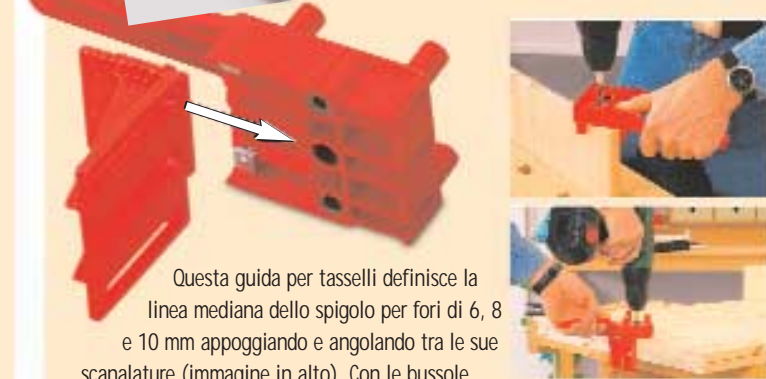 Questa guida per tasselli definisce la
linea mediana dello spigolo per fori di 6, 8
e 10 mm appoggiando e angolando tra le sue
scanalature (immagine in alto). Con le bussole